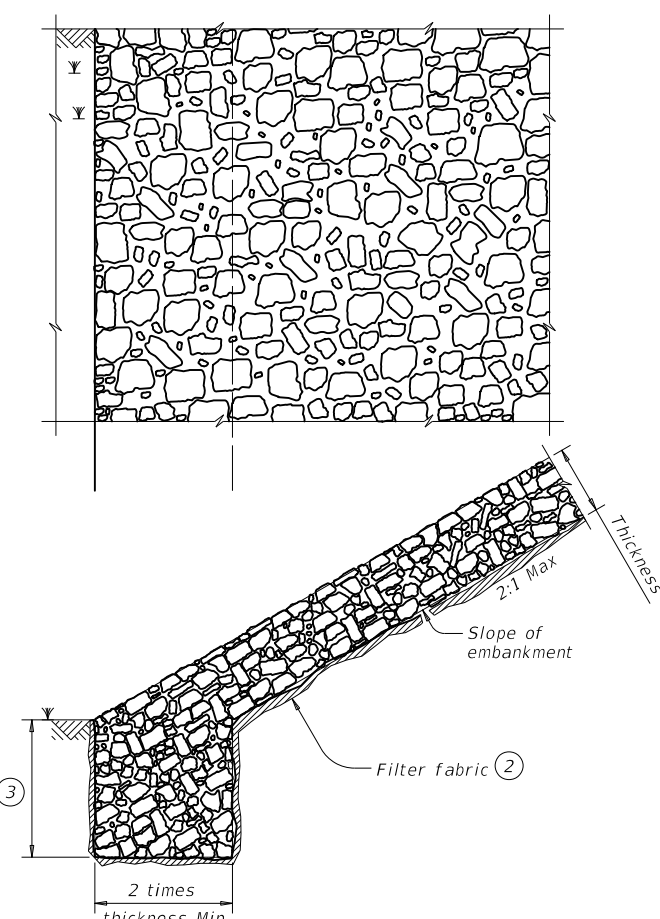 Thickness
2:1 Max
Slope of
embankment
Filter fabric 2
3
2 times
thickness Min